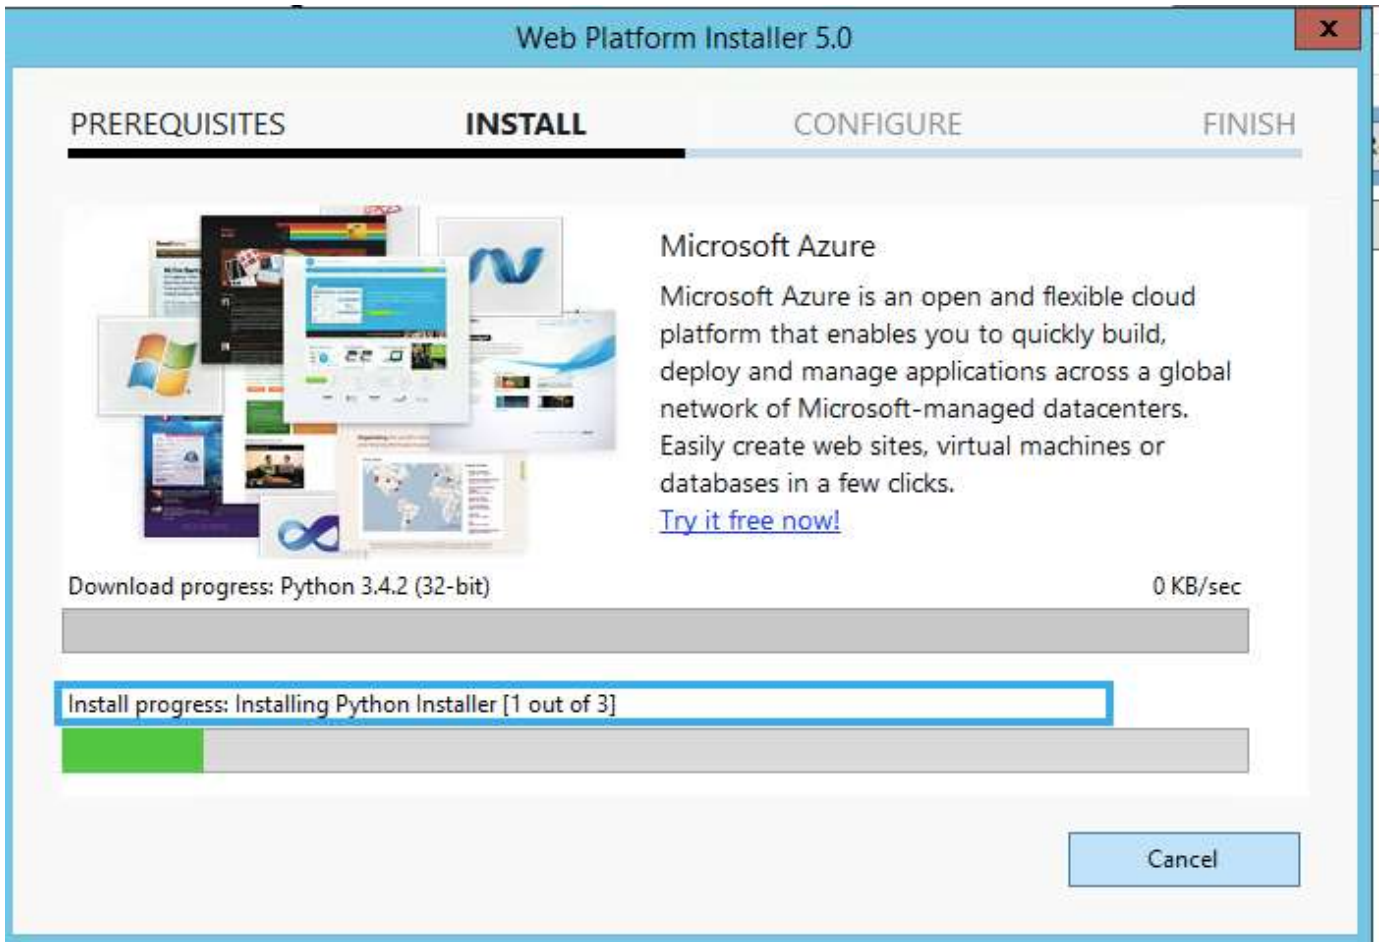 Web Platform Installer 5.0
X
PREREQUISITES INSTALL CONFIGURE FINISH
Microsoft Azure
Microsoft Azure is an open and flexible cloud
platform that enables you to quickly build,
deploy and manage applications across a global
network of Microsoft-managed datacenters.
Easily create web sites, virtual machines or
databases in a few clicks.
Try it free now!
Download progress: Python 3.4.2 (32-bit) 0 KB/sec
Install progress: Installing Python Installer [1 out of 3]
Cancel